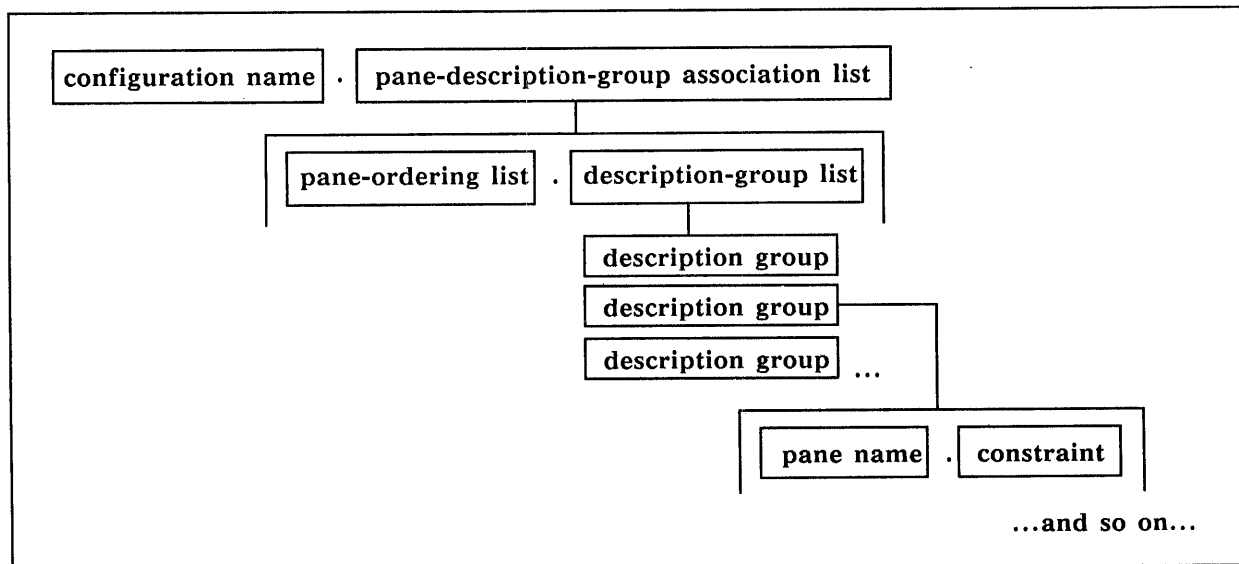 configuration name . pane-description-group association list
pane-ordering list . description-group list
description group
description group
description group ...
pane name . constraint
...and so on...